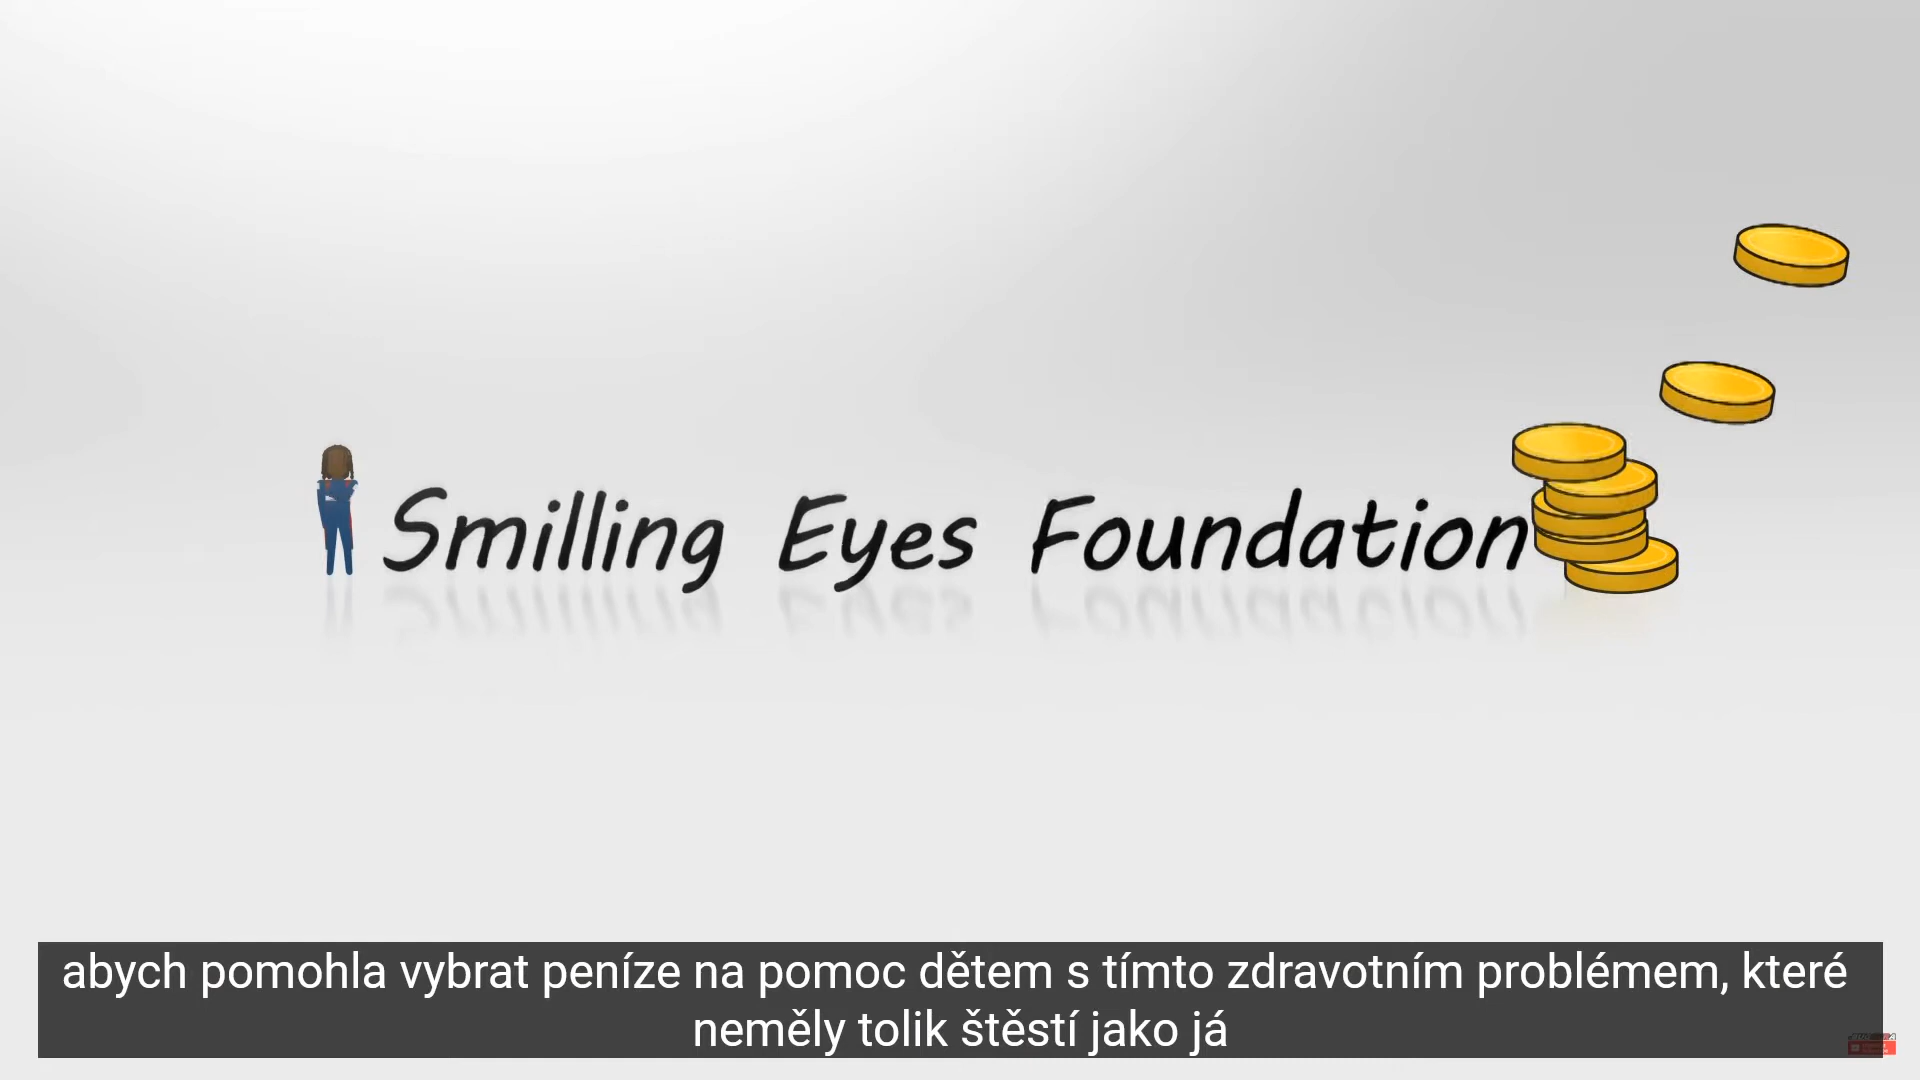 Smilling Eyes Foundation
abych pomohla vybrat peníze na pomoc dětem s tímto zdravotním problémem, které
neměly tolik štěstí jako já